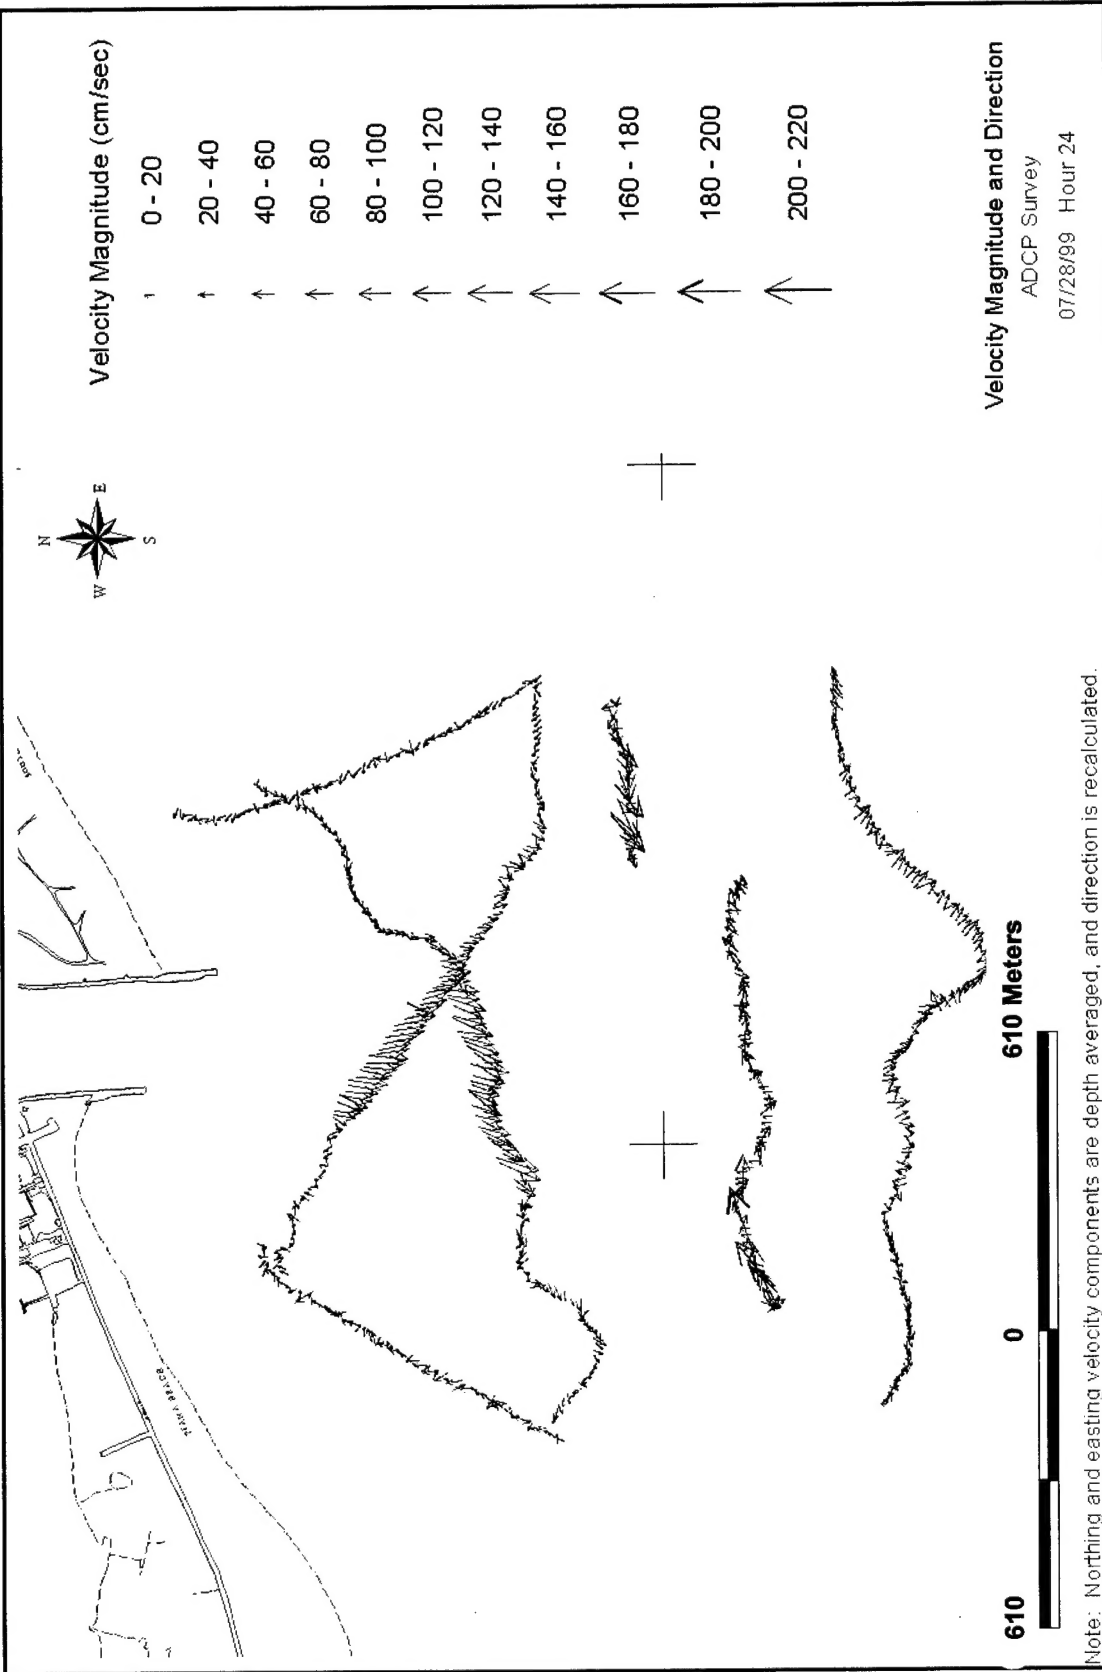 N
W E
S
Velocity Magnitude (cm/sec)
0 - 20
20 - 40
40 - 60
60 - 80
80 - 100
100 - 120
120 - 140
140 - 160
160 - 180
180 - 200
200 - 220
610 0 610 Meters
Velocity Magnitude and Direction
ADCP Survey
07/28/99 Hour 24
Note: Northing and easting velocity components are depth averaged, and direction is recalculated.